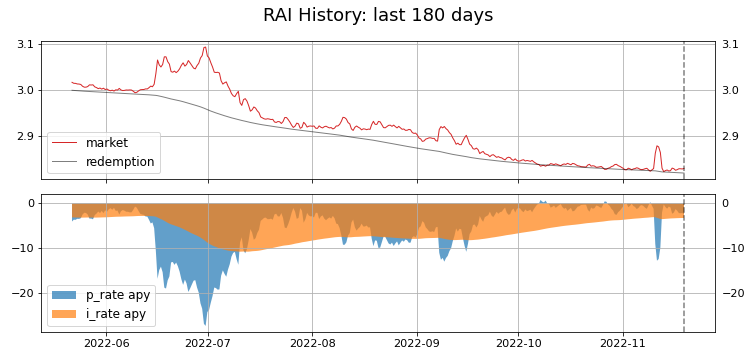 RAI History: last 180 days
3.1 3.1
3.0 3.0
2.9 2.9
market
redemption
0 0
−10 −10
−20 −20
p_rate apy
i_rate apy
2022-06 2022-07 2022-08 2022-09 2022-10 2022-11